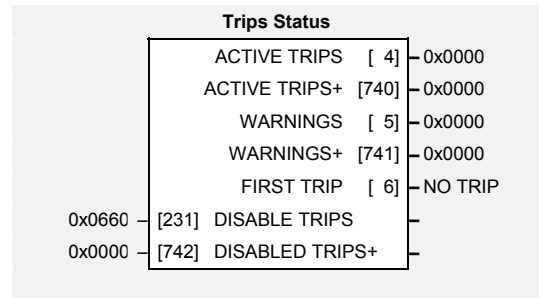 Trips Status
ACTIVE TRIPS [ 4] 0x0000
ACTIVE TRIPS+ [740] 0x0000
WARNINGS [ 5] 0x0000
WARNINGS+ [741] 0x0000
FIRST TRIP [ 6] NO TRIP
0x0660 [231] DISABLE TRIPS
0x0000 [742] DISABLED TRIPS+